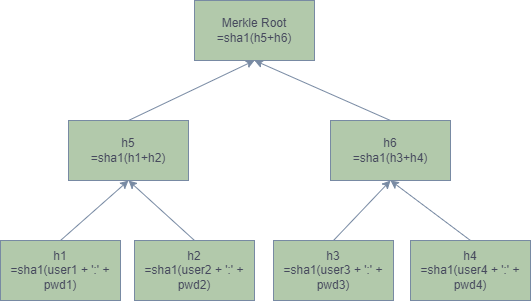 Merkle Root
=sha1(h5+h6)
h5
=sha1(h1+h2)
h6
=sha1(h3+h4)
h1
=sha1(user1 + ':' +
pwd1)
h2
=sha1(user2 + ':' +
pwd2)
h3
=sha1(user3 + ':' +
pwd3)
h4
=sha1(user4 + ':' +
pwd4)